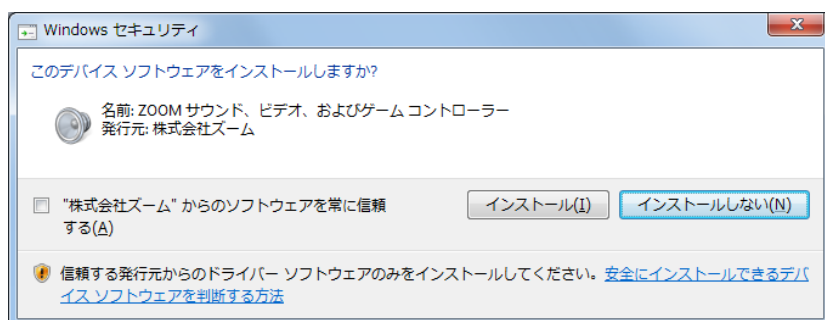 Windows セキュリティ
このデバイス ソフトウェアをインストールしますか?
名前: ZOOM サウンド、ビデオ、およびゲーム コントローラー
発行元: 株式会社ズーム
"株式会社ズーム" からのソフトウェアを常に信頼
する(A)
インストール(I)
インストールしない(N)
信頼する発行元からのドライバー ソフトウェアのみをインストールしてください。安全にインストールできるデバ
イス ソフトウェアを判断する方法